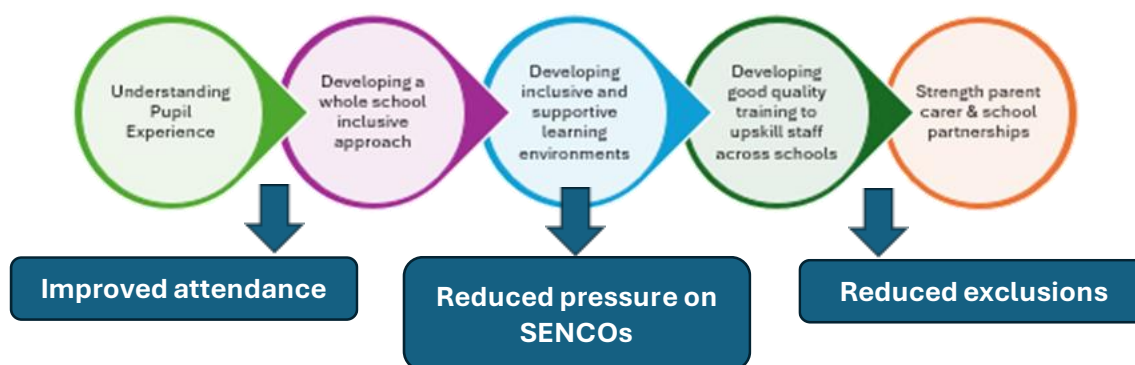 Understanding
Pupil
Experience
Developing a
whole school
inclusive
approach
Developing
inclusive and
supportive
learning
environments
Developing
good quality
training to
upskill staff
across schools
Strength parent
carer & school
partnerships
Improved attendance
Reduced pressure on
SENCOs
Reduced exclusions